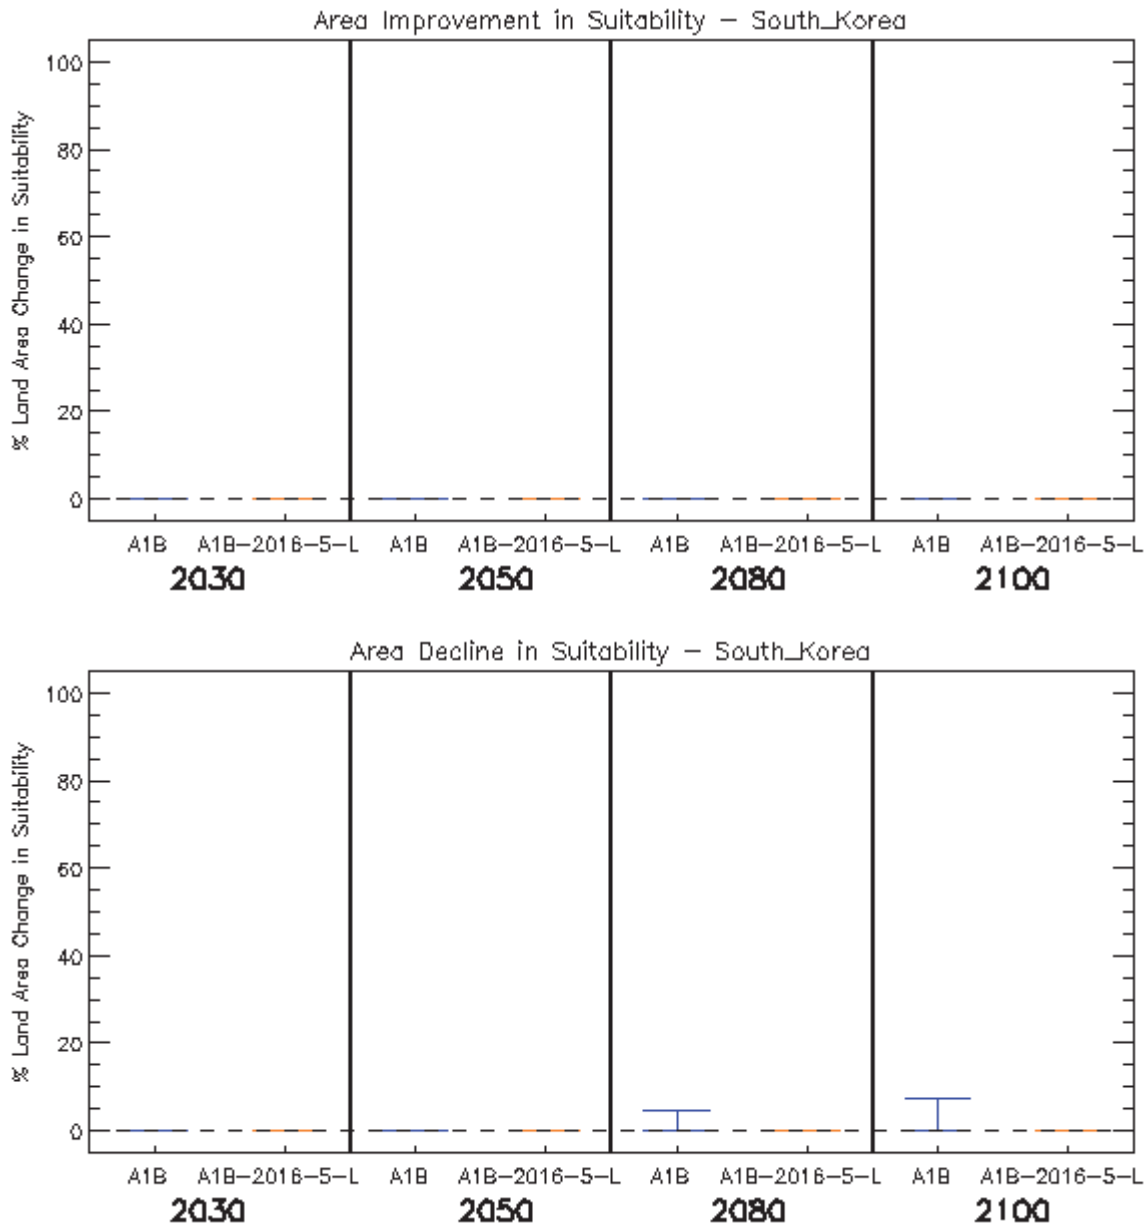 Area Improvement in Suitability - South_Korea
% Land Area Change in Suitability
100
80
60
40
20
0
A1B A1B-2016-5-L A1B A1B-2016-5-L A1B A1B-2016-5-L A1B A1B-2016-5-L
2030 2050 2080 2100
Area Decline in Suitability - South_Korea
% Land Area Change in Suitability
100
80
60
40
20
0
A1B A1B-2016-5-L A1B A1B-2016-5-L A1B A1B-2016-5-L A1B A1B-2016-5-L
2030 2050 2080 2100